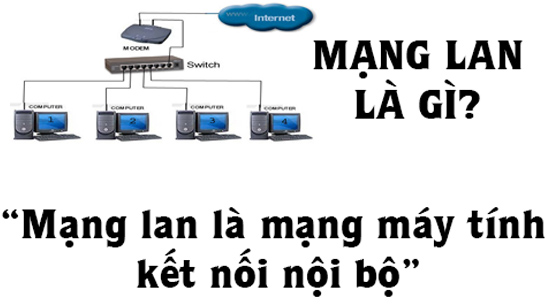 www.
Internet
MODEM
Switch
COMPUTER COMPUTER COMPUTER COMPUTER
1 2 3 4
MẠNG LAN
LÀ GÌ?
“Mạng lan là mạng máy tính
kết nối nội bộ”